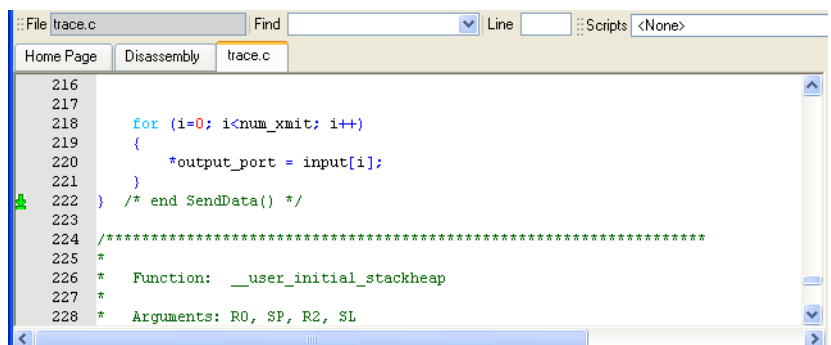 File trace.c Find Line Scripts <None>
Home Page Disassembly trace.c
216
217
218 for (i=0; i<num_xmit; i++)
219 {
220 *output_port = input[i];
221 }
222 } /* end SendData() */
223
224 /*******************************************************************
225 *
226 * Function: __user_initial_stackheap
227 *
228 * Arguments: R0, SP, R2, SL